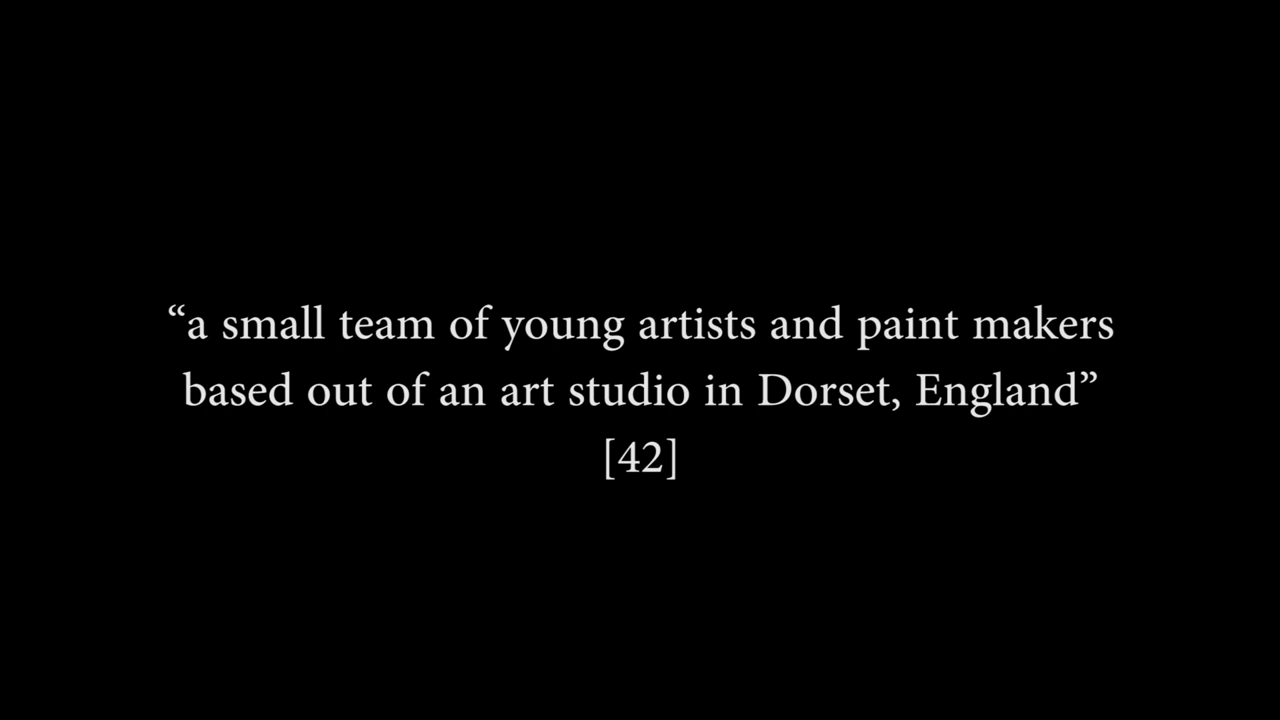 “a small team of young artists and paint makers
based out of an art studio in Dorset, England”
[42]